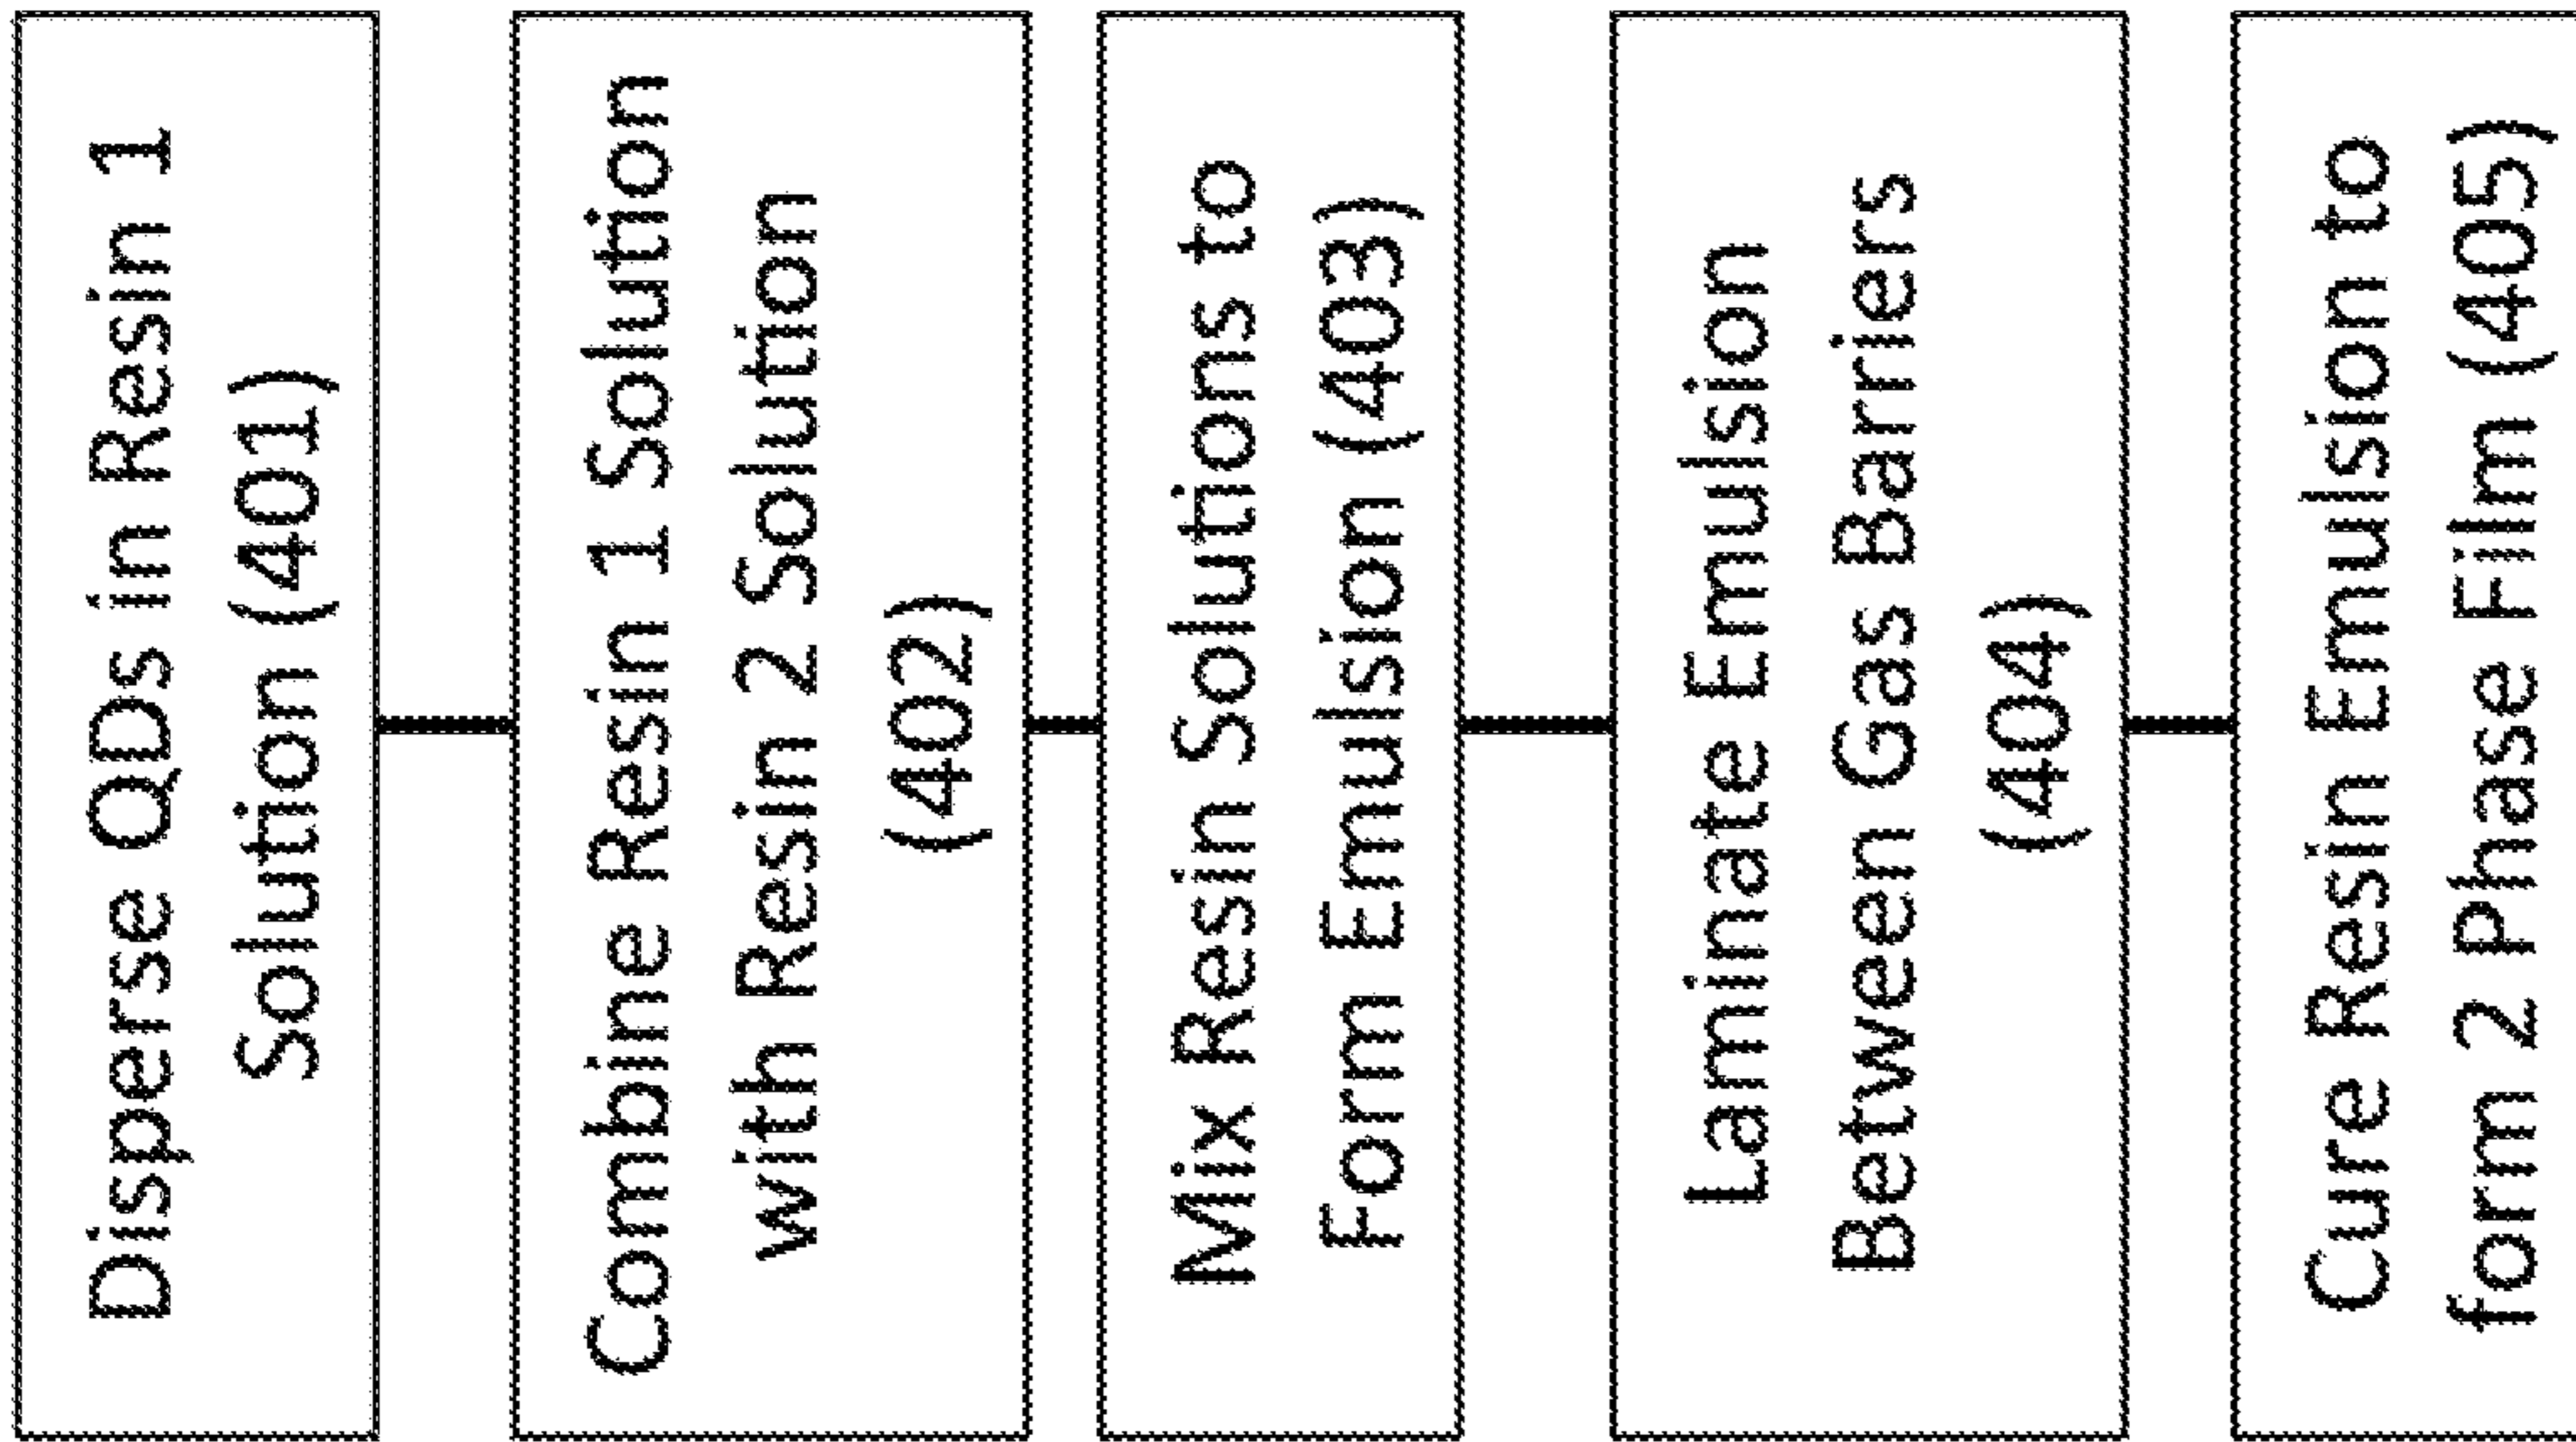 Disperse QDs in Resin 1
Solution (401)
Combine Resin 1 Solution
with Resin 2 Solution
(402)
Mix Resin Solutions to
Form Emulsion (403)
Laminate Emulsion
Between Gas Barriers
(404)
Cure Resin Emulsion to
form 2 Phase Film (405)